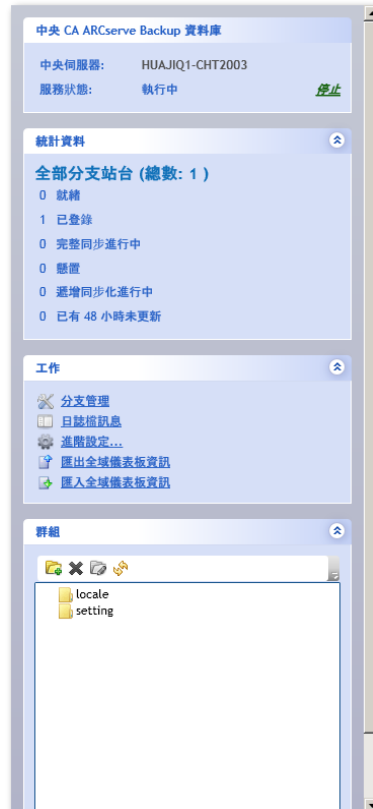 中央 CA ARCserve Backup 資料庫
中央伺服器: HUAJIQ1-CHT2003
服務狀態: 執行中 停止
統計資料
全部分支站台 (總數: 1 )
0 就緒
1 已登錄
0 完整同步進行中
0 懸置
0 遞增同步化進行中
0 已有 48 小時未更新
工作
分支管理
日誌檔訊息
進階設定...
匯出全域儀表板資訊
匯入全域儀表板資訊
群組
locale
setting